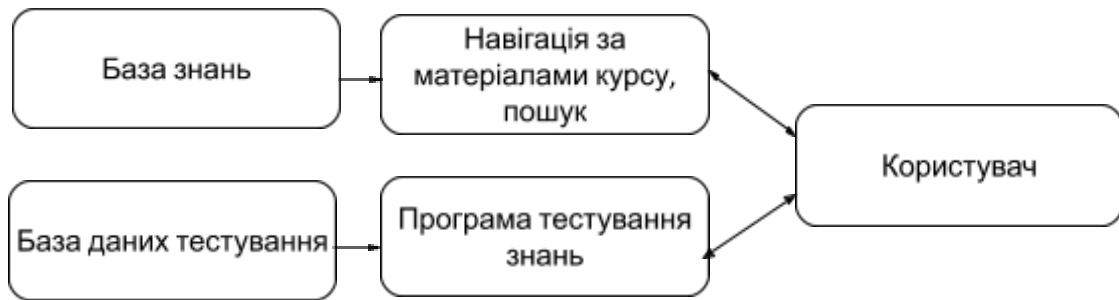 База знань
Навігація за
матеріалами курсу,
пошук
Користувач
База даних тестування
Програма тестування
знань